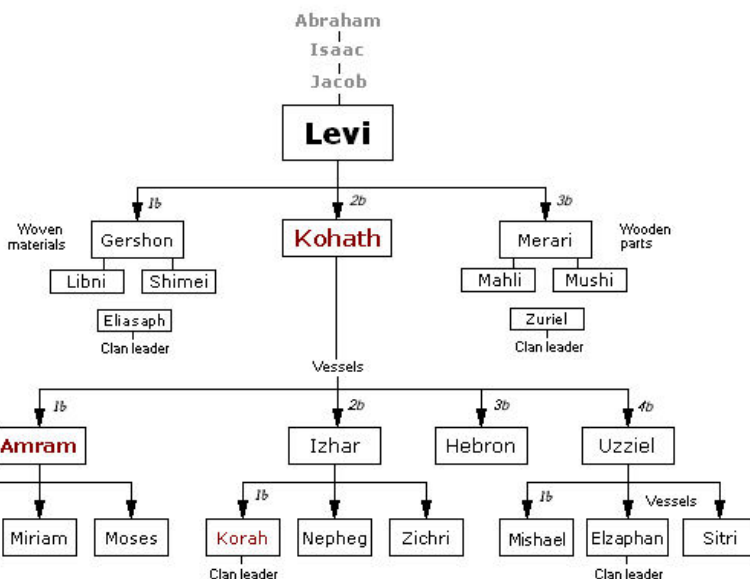 Abraham
Isaac
Jacob
Levi
1b
2b
3b
Woven
materials
Gershon
Kohath
Merari
Wooden
parts
Libni
Shimei
Mahli
Mushi
Eliasaph
Clan leader
Zuriel
Clan leader
Vessels
1b
2b
3b
4b
Amram
Izhar
Hebron
Uzziel
1b
1b
Vessels
Miriam
Moses
Korah
Nepheg
Zichri
Mishael
Elzaphan
Sitri
Clan leader
Clan leader